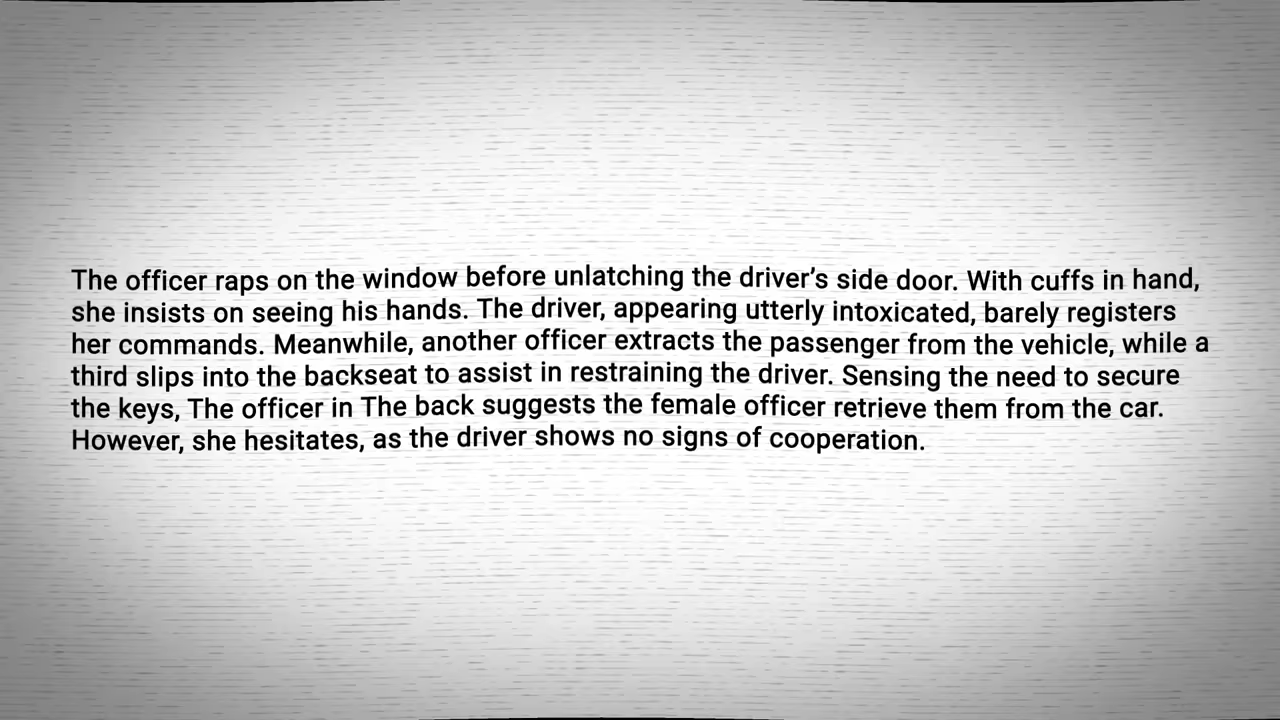 The officer raps on the window before unlatching the driver’s side door. With cuffs in hand,
she insists on seeing his hands. The driver, appearing utterly intoxicated, barely registers
her commands. Meanwhile, another officer extracts the passenger from the vehicle, while a
third slips into the backseat to assist in restraining the driver. Sensing the need to secure
the keys, The officer in The back suggests the female officer retrieve them from the car.
However, she hesitates, as the driver shows no signs of cooperation.